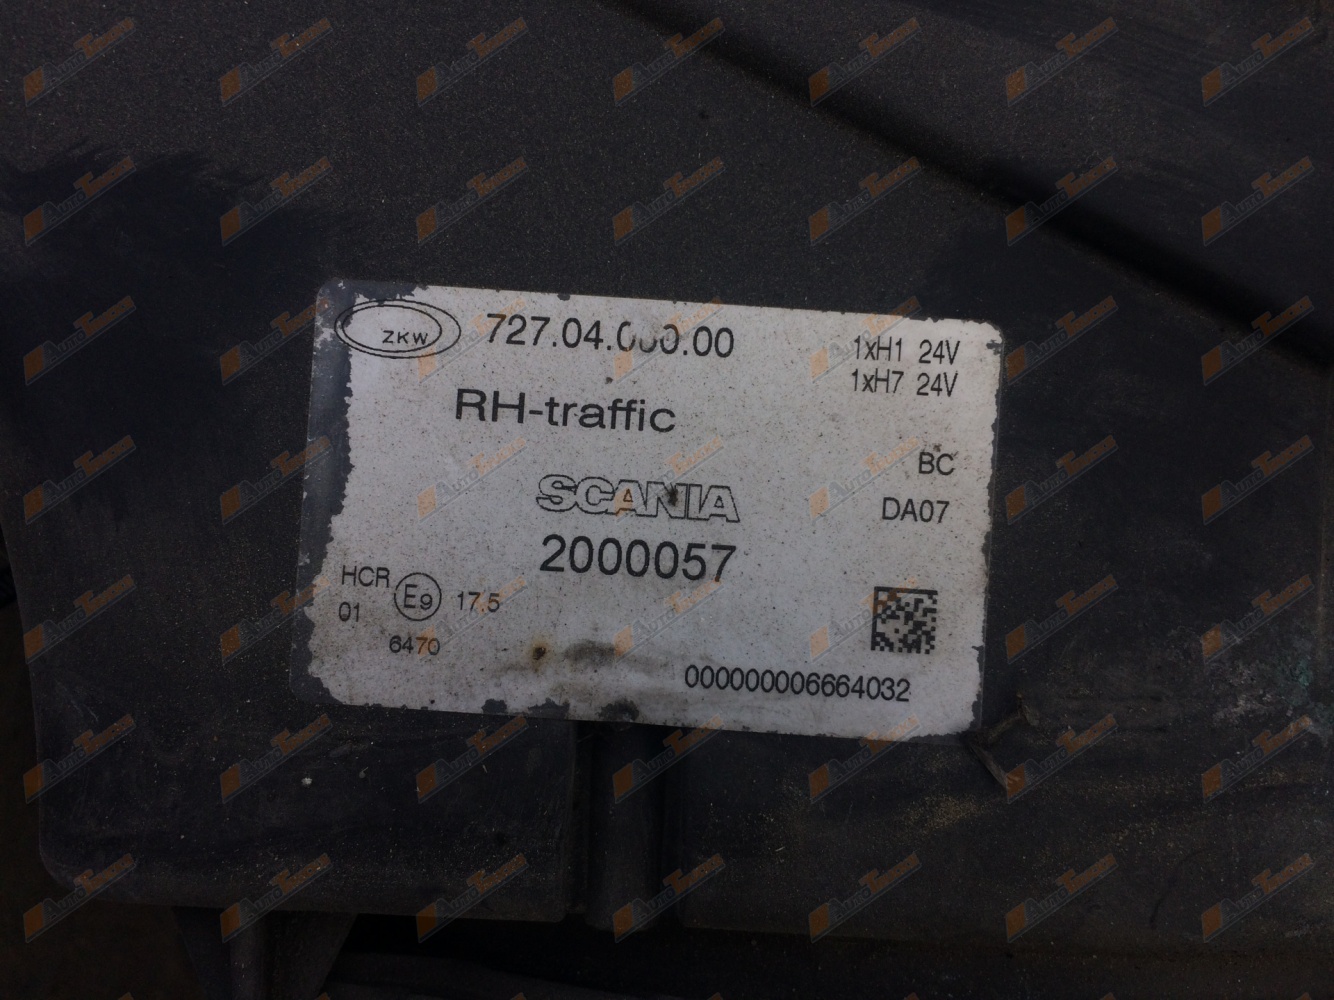 ZKW
727.04.000.00
1xH1 24V
1xH7 24V
RH-traffic
BC
SCANIA
DA07
2000057
HCR E9 17.5
01
6470
000000006664032